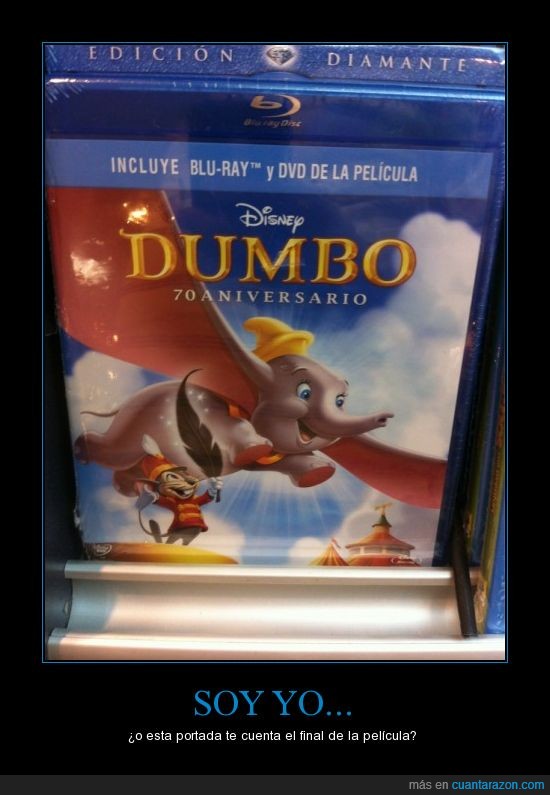 EDICIÓN DIAMANTE
Blu-ray Disc
INCLUYE BLU-RAY™ y DVD DE LA PELÍCULA
DISNEY
DUMBO
70 ANIVERSARIO
SOY YO...
¿o esta portada te cuenta el final de la película?
más en cuantarazon.com